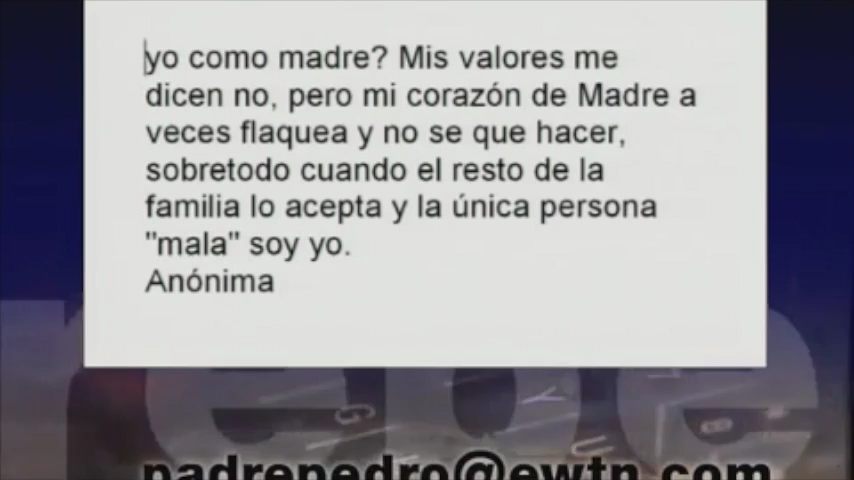 yo como madre? Mis valores me
dicen no, pero mi corazón de Madre a
veces flaquea y no se que hacer,
sobretodo cuando el resto de la
familia lo acepta y la única persona
"mala" soy yo.
Anónima
padrepedro@ewtn.com